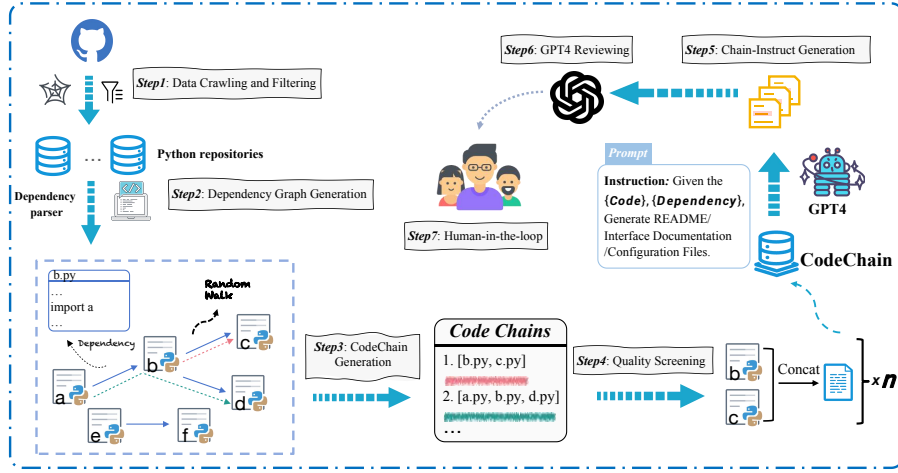 Step1: Data Crawling and Filtering
...
Python repositories
Dependency
parser
Step2: Dependency Graph Generation
b.py
...
import a
...
Dependency
Random
Walk
a
b
c
d
e
f
Step3: CodeChain
Generation
Code Chains
1. [b.py, c.py]
2. [a.py, b.py, d.py]
...
Step4: Quality Screening
b
c
Concat
×n
CodeChain
GPT4
Prompt
Instruction: Given the
{Code}, {Dependency},
Generate README/
Interface Documentation
/Configuration Files.
Step5: Chain-Instruct Generation
Step6: GPT4 Reviewing
Step7: Human-in-the-loop